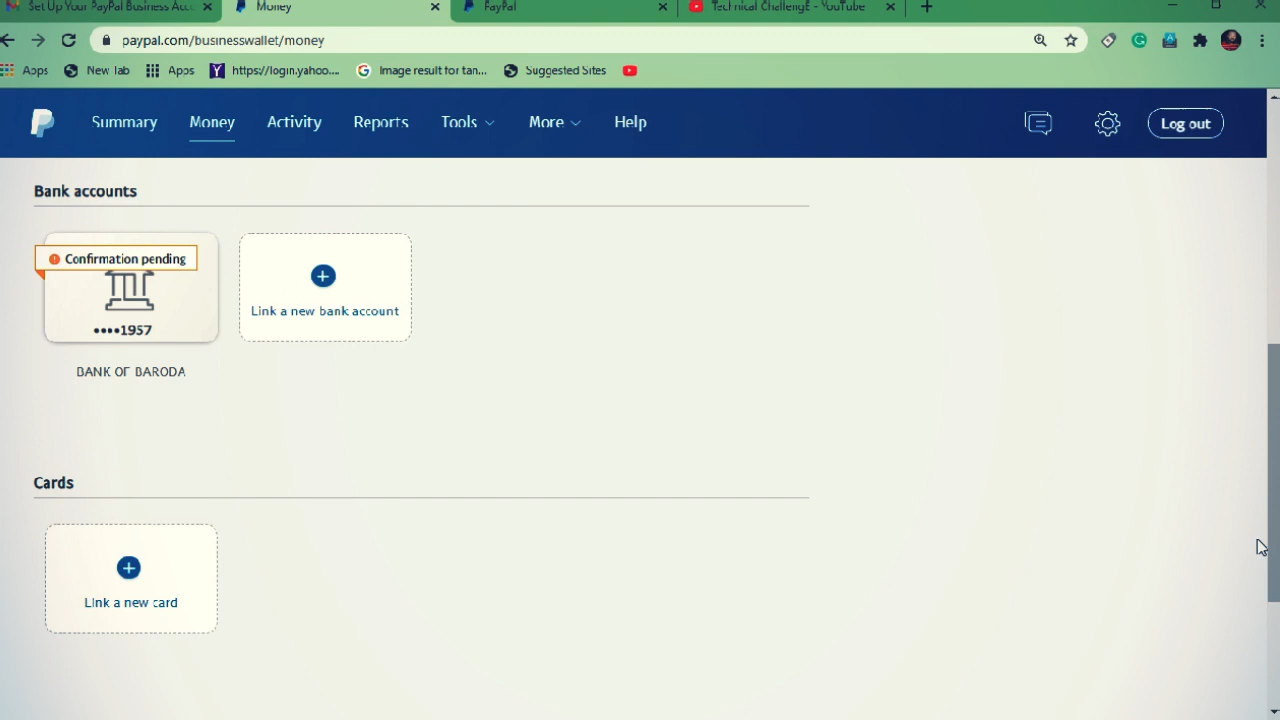 Set Up Your PayPal Business Acc
Money
PayPal
Technical ChallengE - YouTube
paypal.com/businesswallet/money
Apps
New Tab
Apps
https://login.yahoo....
Image result for tan...
Suggested Sites
Summary
Money
Activity
Reports
Tools
More
Help
Log out
Bank accounts
Confirmation pending
••••1957
Link a new bank account
BANK OF BARODA
Cards
Link a new card